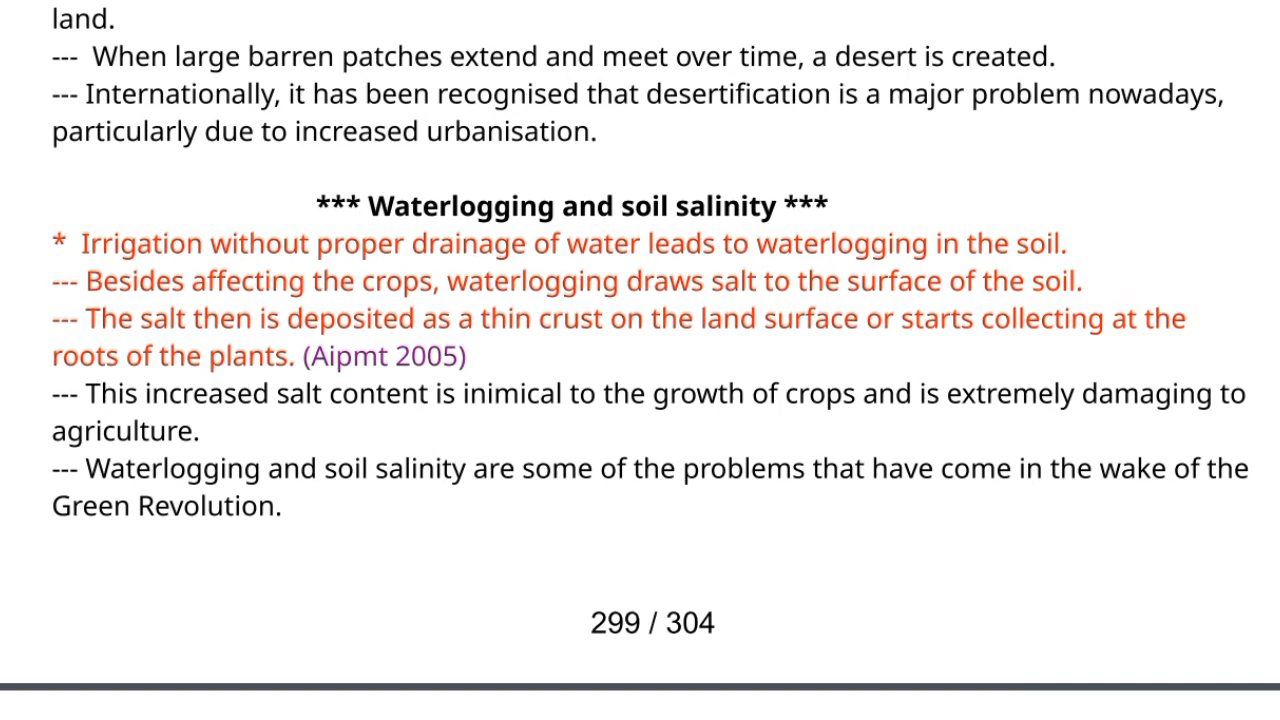 land.
---  When large barren patches extend and meet over time, a desert is created.
--- Internationally, it has been recognised that desertification is a major problem nowadays,
particularly due to increased urbanisation.
*** Waterlogging and soil salinity ***
*  Irrigation without proper drainage of water leads to waterlogging in the soil.
--- Besides affecting the crops, waterlogging draws salt to the surface of the soil.
--- The salt then is deposited as a thin crust on the land surface or starts collecting at the
roots of the plants. (Aipmt 2005)
--- This increased salt content is inimical to the growth of crops and is extremely damaging to
agriculture.
--- Waterlogging and soil salinity are some of the problems that have come in the wake of the
Green Revolution.
299 / 304